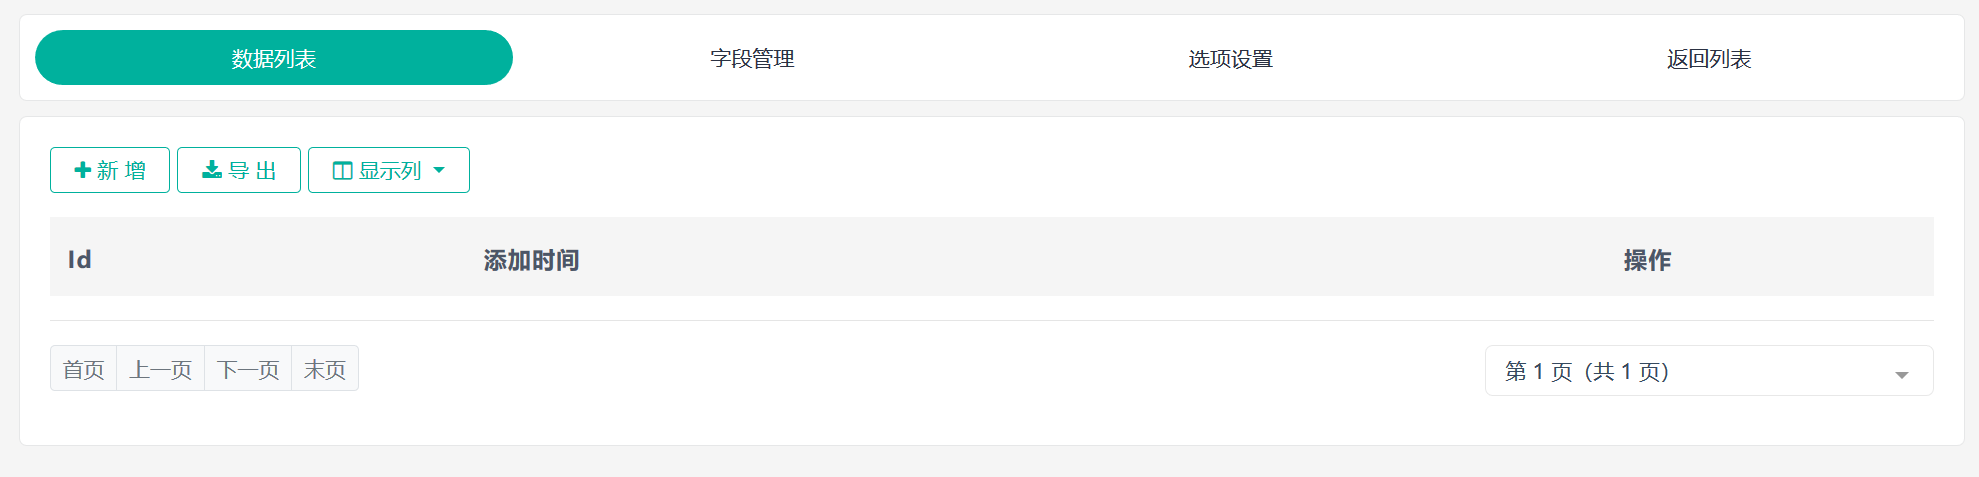 数据列表 字段管理 选项设置 返回列表
新 增 导 出 显示列
Id 添加时间 操作
首页 上一页 下一页 末页 第 1 页（共 1 页）